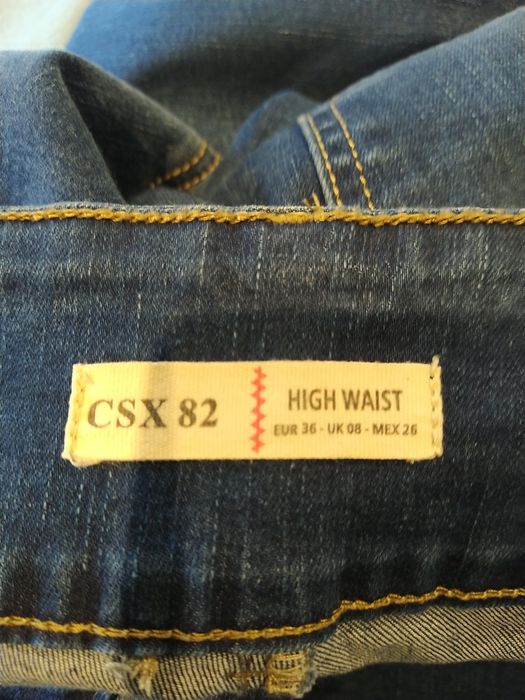 CSX 82
HIGH WAIST
EUR 36 - UK 08 - MEX 26